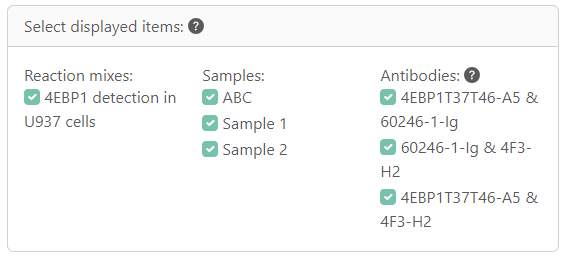 Select displayed items: ?
Reaction mixes:
4EBP1 detection in
U937 cells
Samples:
ABC
Sample 1
Sample 2
Antibodies: ?
4EBP1T37T46-A5 &
60246-1-Ig
60246-1-Ig & 4F3-
H2
4EBP1T37T46-A5 &
4F3-H2